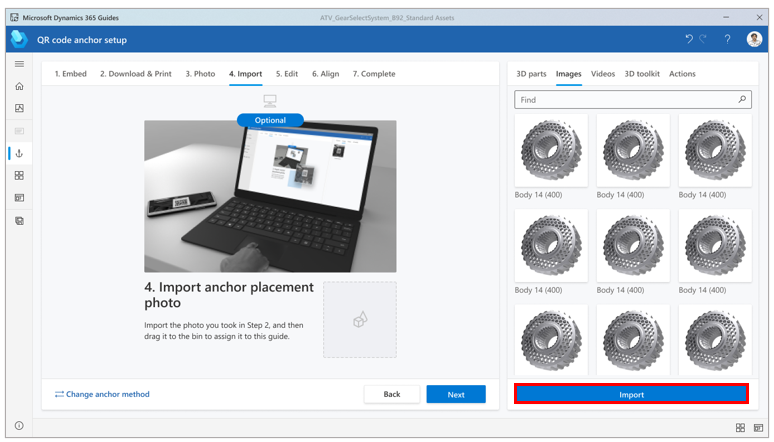 Microsoft Dynamics 365 Guides
ATV_GearSelectSystem_B92_Standard Assets
QR code anchor setup
1. Embed
2. Download & Print
3. Photo
4. Import
5. Edit
6. Align
7. Complete
Optional
4. Import anchor placement
photo
Import the photo you took in Step 2, and then
drag it to the bin to assign it to this guide.
Change anchor method
Back
Next
3D parts
Images
Videos
3D toolkit
Actions
Find
Body 14 (400)
Body 14 (400)
Body 14 (400)
Body 14 (400)
Body 14 (400)
Body 14 (400)
Import